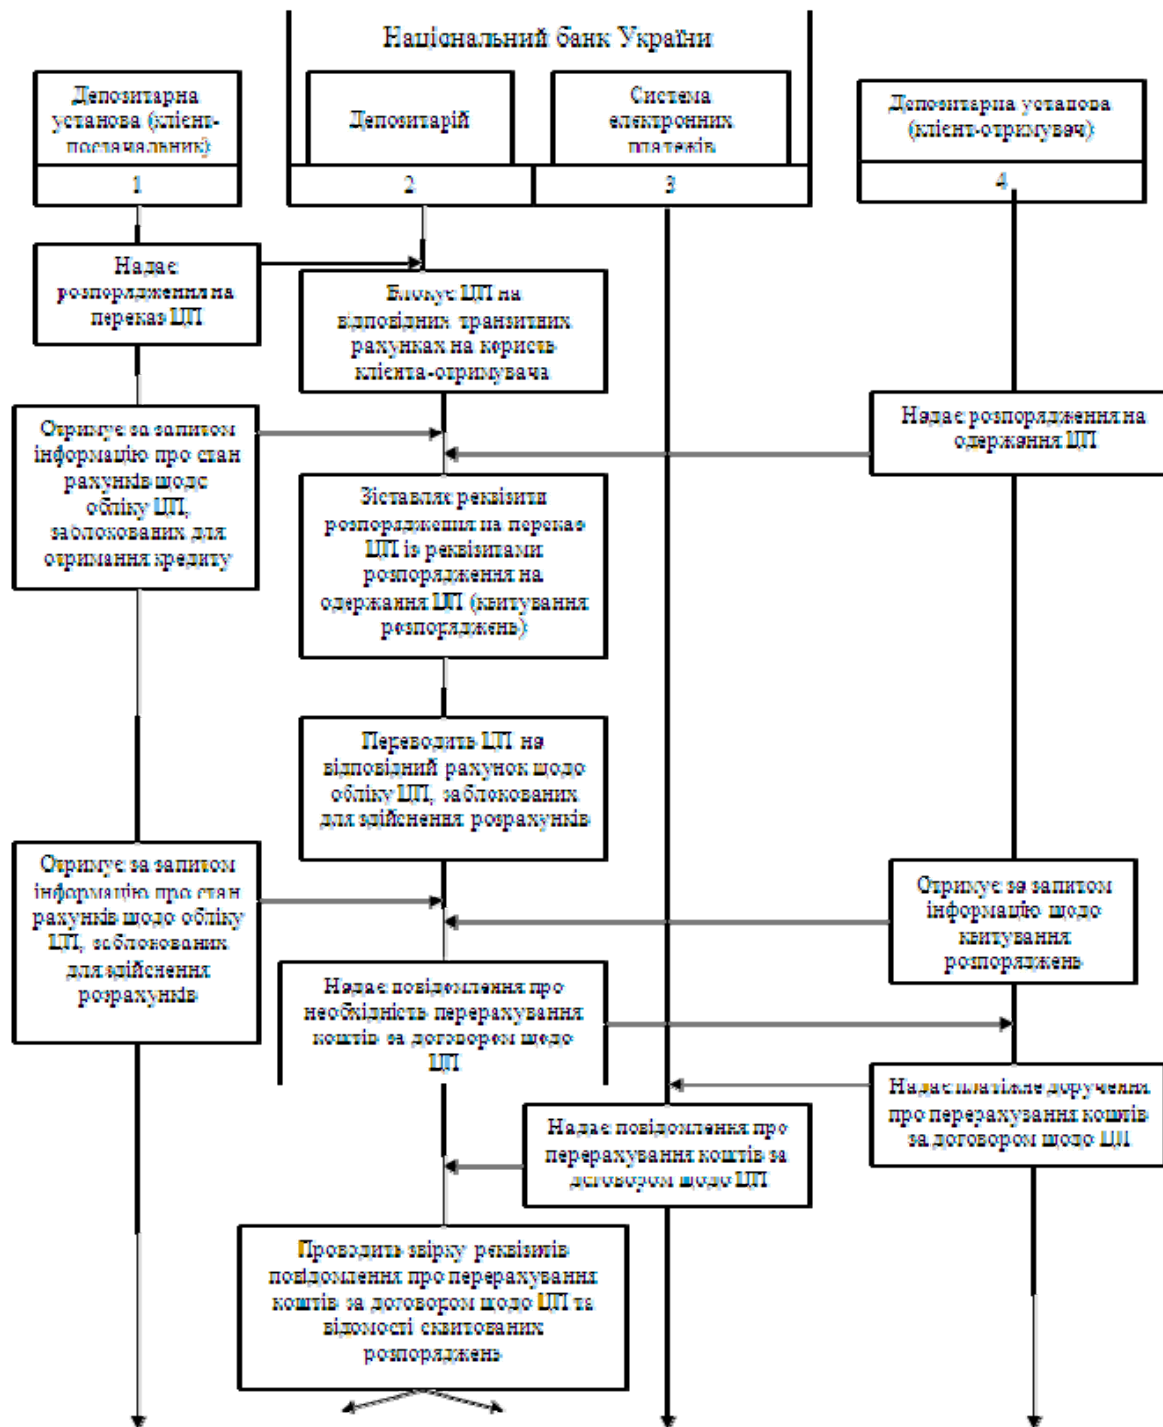 Національний банк України
Депозитарна
установа (клієнт-
постачальник)
Депозитарій
Система
електронних
платежів
Депозитарна установа
(клієнт-отримувач)
1
2
3
4
Надає
розпорядження на
переказ ЦП
Блокує ЦП на
відповідних транзитних
рахунках на користь
клієнта-отримувача
Отримує за запитом
інформацію про стан
рахунків щодо
обліку ЦП,
заблокованих для
отримання кредиту
Надає розпорядження на
одержання ЦП
Зіставляє реквізити
розпорядження на переказ
ЦП із реквізитами
розпорядження на
одержання ЦП (квитування
розпоряджень)
Переводить ЦП на
відповідний рахунок щодо
обліку ЦП, заблокованих
для здійснення розрахунків
Отримує за запитом
інформацію про стан
рахунків щодо обліку
ЦП, заблокованих
для здійснення
розрахунків
Отримує за запитом
інформацію щодо
квитування
розпоряджень
Надає повідомлення про
необхідність перерахування
коштів за договором щодо
ЦП
Надає платіжне доручення
про перерахування коштів
за договором щодо ЦП
Надає повідомлення про
перерахування коштів за
договором щодо ЦП
Проводить звірку реквізитів
повідомлення про перерахування
коштів за договором щодо ЦП та
відомості сквитованих
розпоряджень